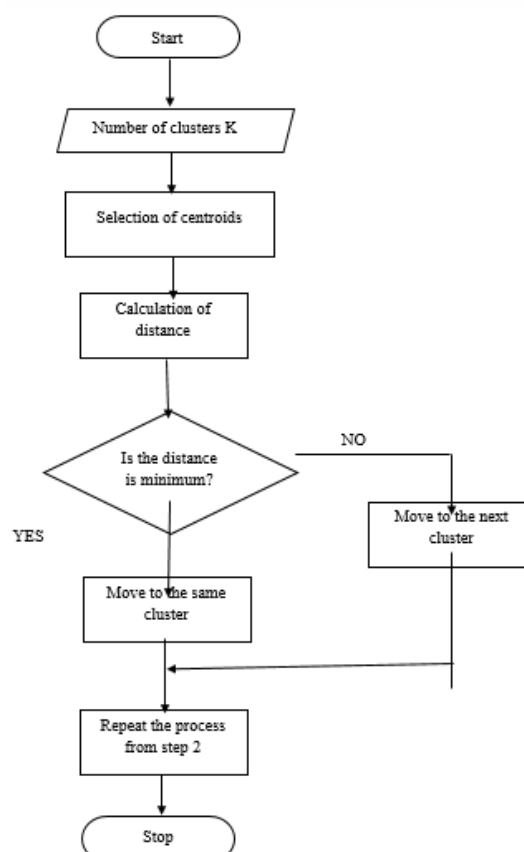 Start
Number of clusters K
Selection of centroids
Calculation of
distance
Is the distance
is minimum?
NO
YES
Move to the next
cluster
Move to the same
cluster
Repeat the process
from step 2
Stop